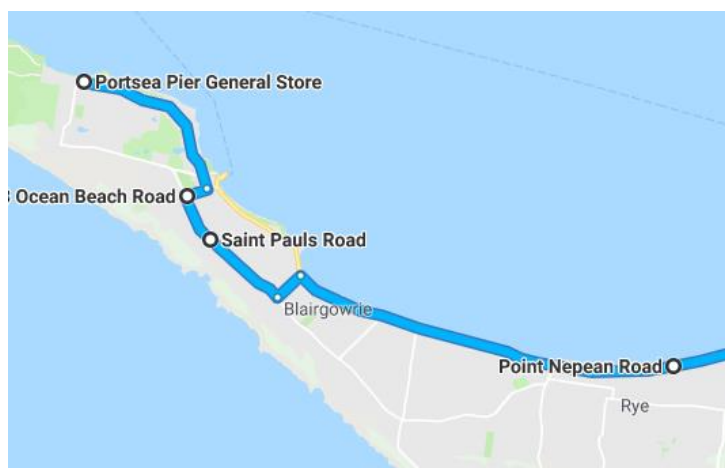 Portsea Pier General Store
Ocean Beach Road
Saint Pauls Road
Blairgowrie
Point Nepean Road
Rye